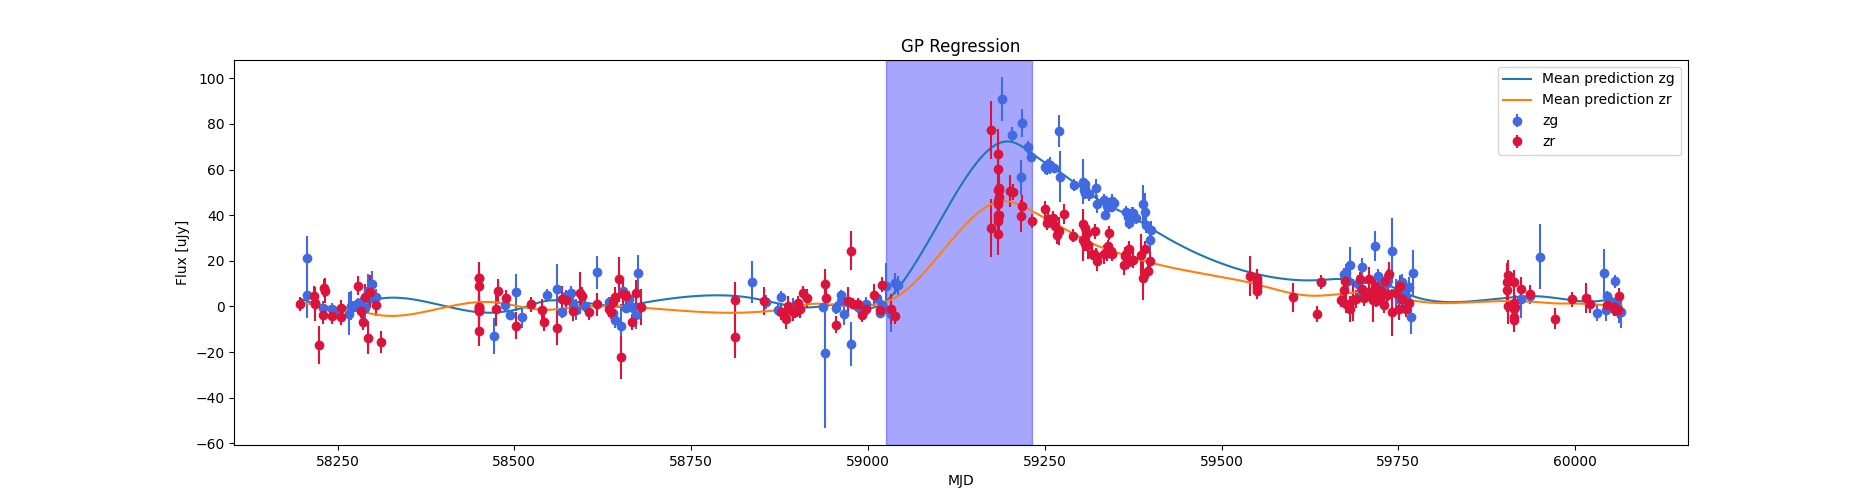 GP Regression
Mean prediction zg
Mean prediction zr
zg
zr
Flux [uJy]
100
80
60
40
20
0
−20
−40
−60
58250 58500 58750 59000 59250 59500 59750 60000
MJD